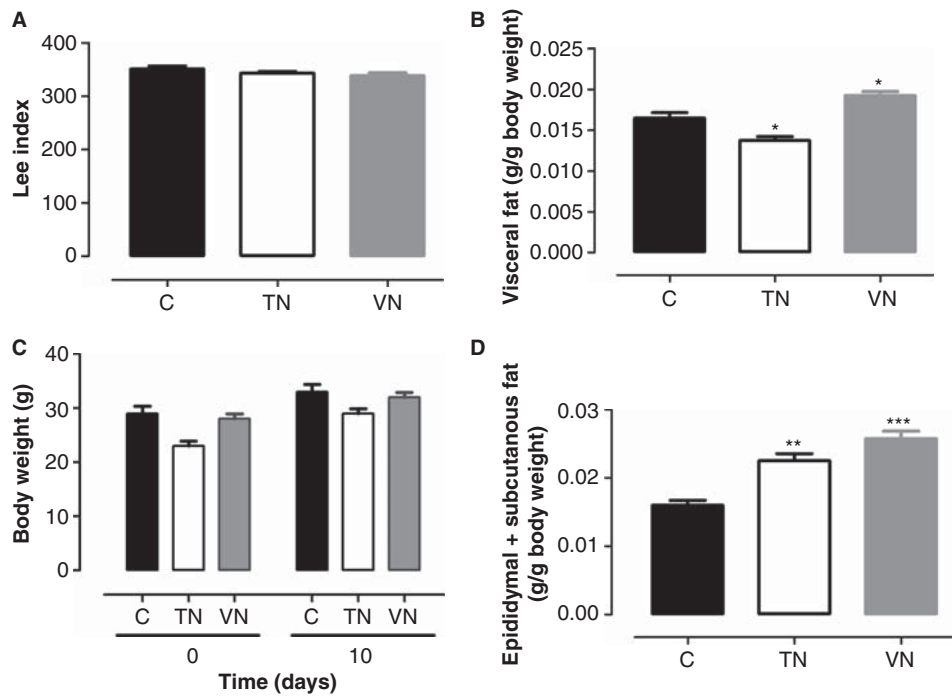 A
Lee index
400
300
200
100
0
C TN VN
B
Visceral fat (g/g body weight)
0.025
0.020
0.015
0.010
0.005
0.000
*
*
C TN VN
C
Body weight (g)
40
30
20
10
0
C TN VN C TN VN
0 10
Time (days)
D
Epididymal + subcutanous fat
(g/g body weight)
0.03
0.02
0.01
0.00
**
***
C TN VN